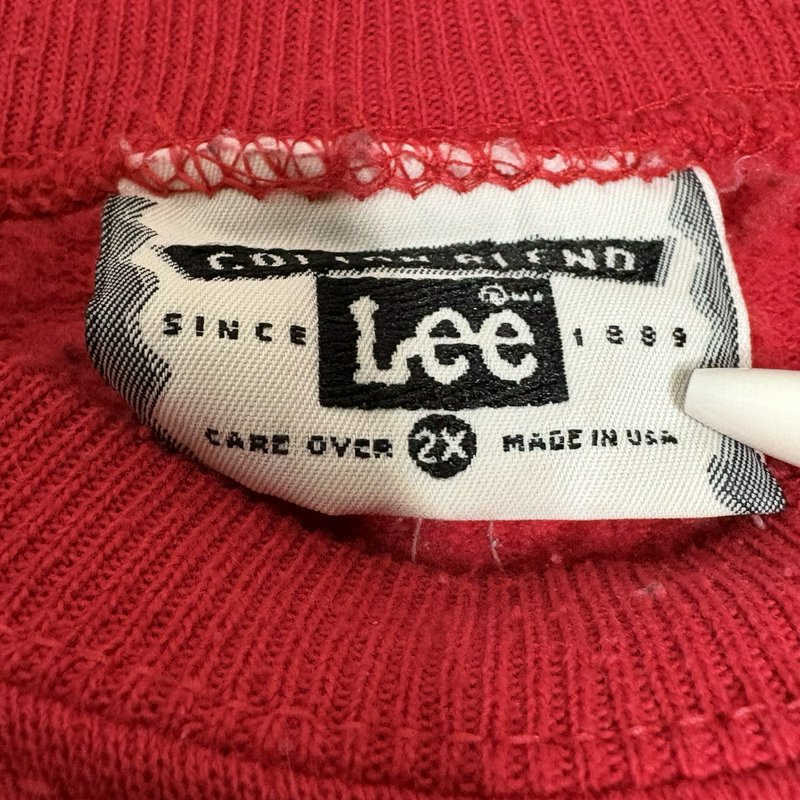 COTTON BLEND
Lee
SINCE 1889
CARE OVER 2X MADE IN USA